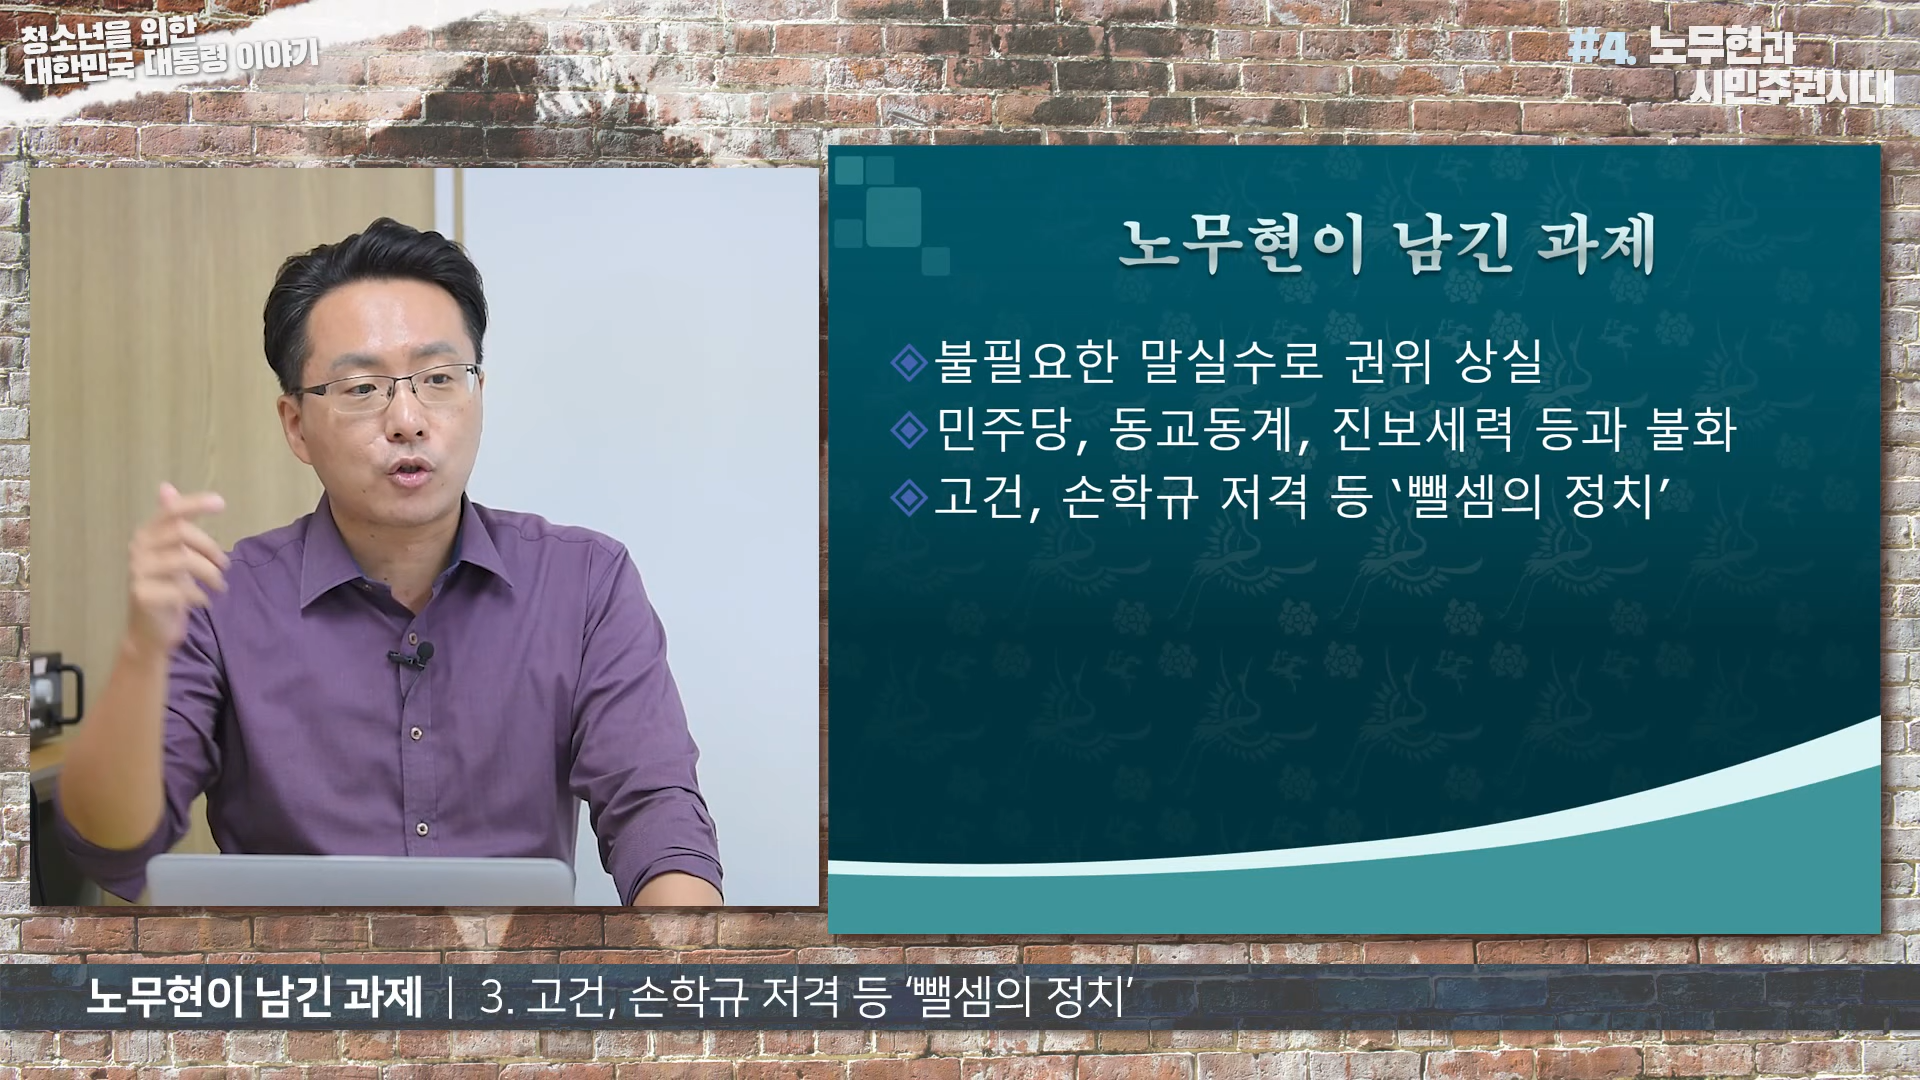 청소년을 위한
대한민국 대통령 이야기
#4. 노무현과
시민주권시대
노무현이 남긴 과제
불필요한 말실수로 권위 상실
민주당, 동교동계, 진보세력 등과 불화
고건, 손학규 저격 등 ‘뺄셈의 정치’
노무현이 남긴 과제 | 3. 고건, 손학규 저격 등 ‘뺄셈의 정치’